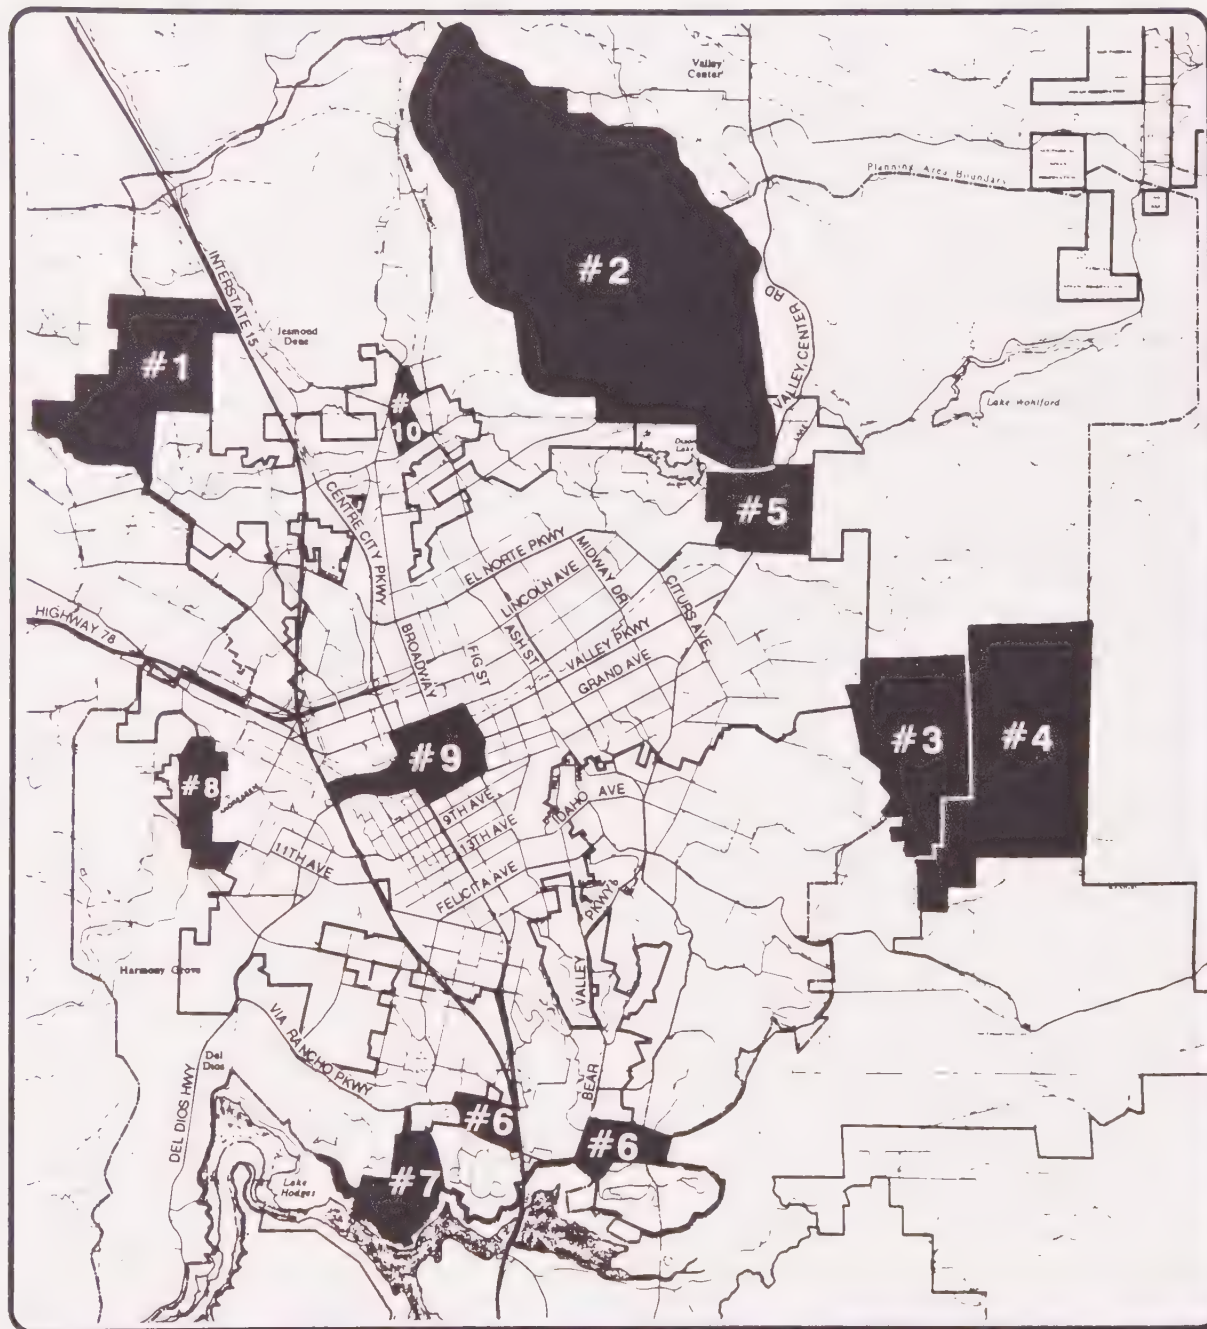 Valley
Center
Planning Area Boundary
#2
INTERSTATE 15
VALLEY CENTER RD
Jesmond
Dene
#1
#
10
Lake Wohlford
Dixon
Lake
#5
CENTRE CITY PKWY
EL NORTE PKWY
MIDWAY DR
LINCOLN AVE
CITURS AVE
HIGHWAY 78
BROADWAY
FIG ST
ASH ST
VALLEY PKWY
GRAND AVE
#3
#4
#9
#8
9TH AVE
IDAHO AVE
13TH AVE
11TH AVE
FELICITA AVE
PKWY
VALLEY
Harmony Grove
VIA RANCHO PKWY
Del
Dios
BEAR
DEL DIOS HWY
#6
#6
#7
Lake
Hodges